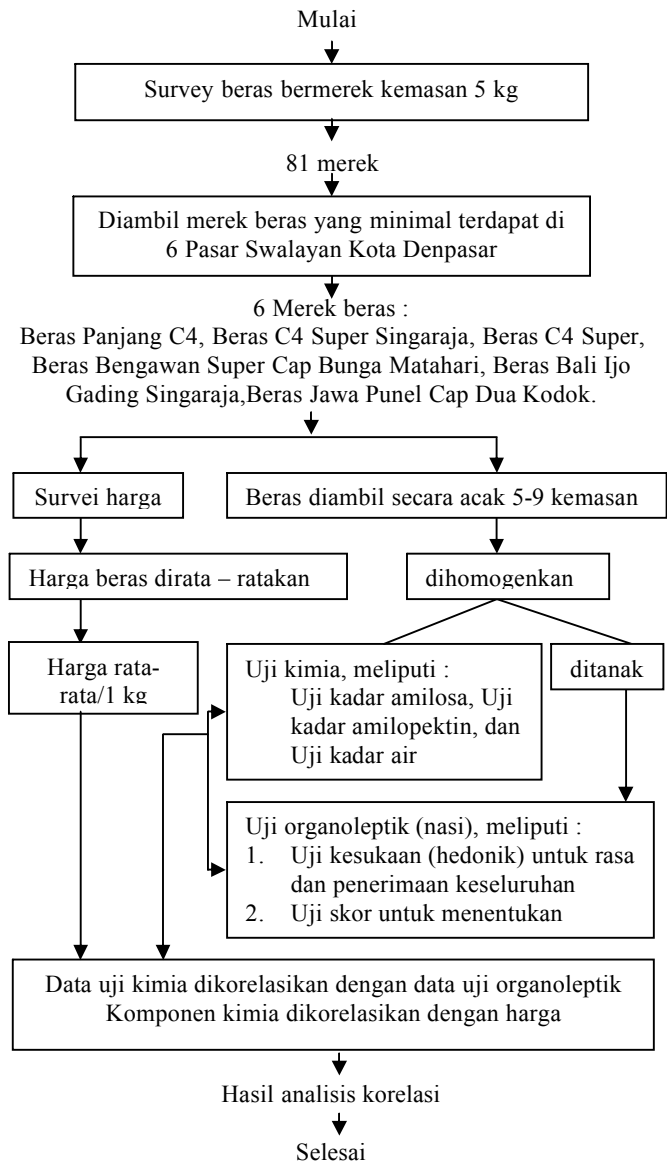 Mulai
Survey beras bermerek kemasan 5 kg
81 merek
Diambil merek beras yang minimal terdapat di
6 Pasar Swalayan Kota Denpasar
6 Merek beras :
Beras Panjang C4, Beras C4 Super Singaraja, Beras C4 Super,
Beras Bengawan Super Cap Bunga Matahari, Beras Bali Ijo
Gading Singaraja,Beras Jawa Punel Cap Dua Kodok.
Survei harga
Beras diambil secara acak 5-9 kemasan
Harga beras dirata – ratakan
dihomogenkan
Harga rata-
rata/1 kg
Uji kimia, meliputi :
Uji kadar amilosa, Uji
kadar amilopektin, dan
Uji kadar air
ditanak
Uji organoleptik (nasi), meliputi :
1. Uji kesukaan (hedonik) untuk rasa
dan penerimaan keseluruhan
2. Uji skor untuk menentukan
Data uji kimia dikorelasikan dengan data uji organoleptik
Komponen kimia dikorelasikan dengan harga
Hasil analisis korelasi
Selesai